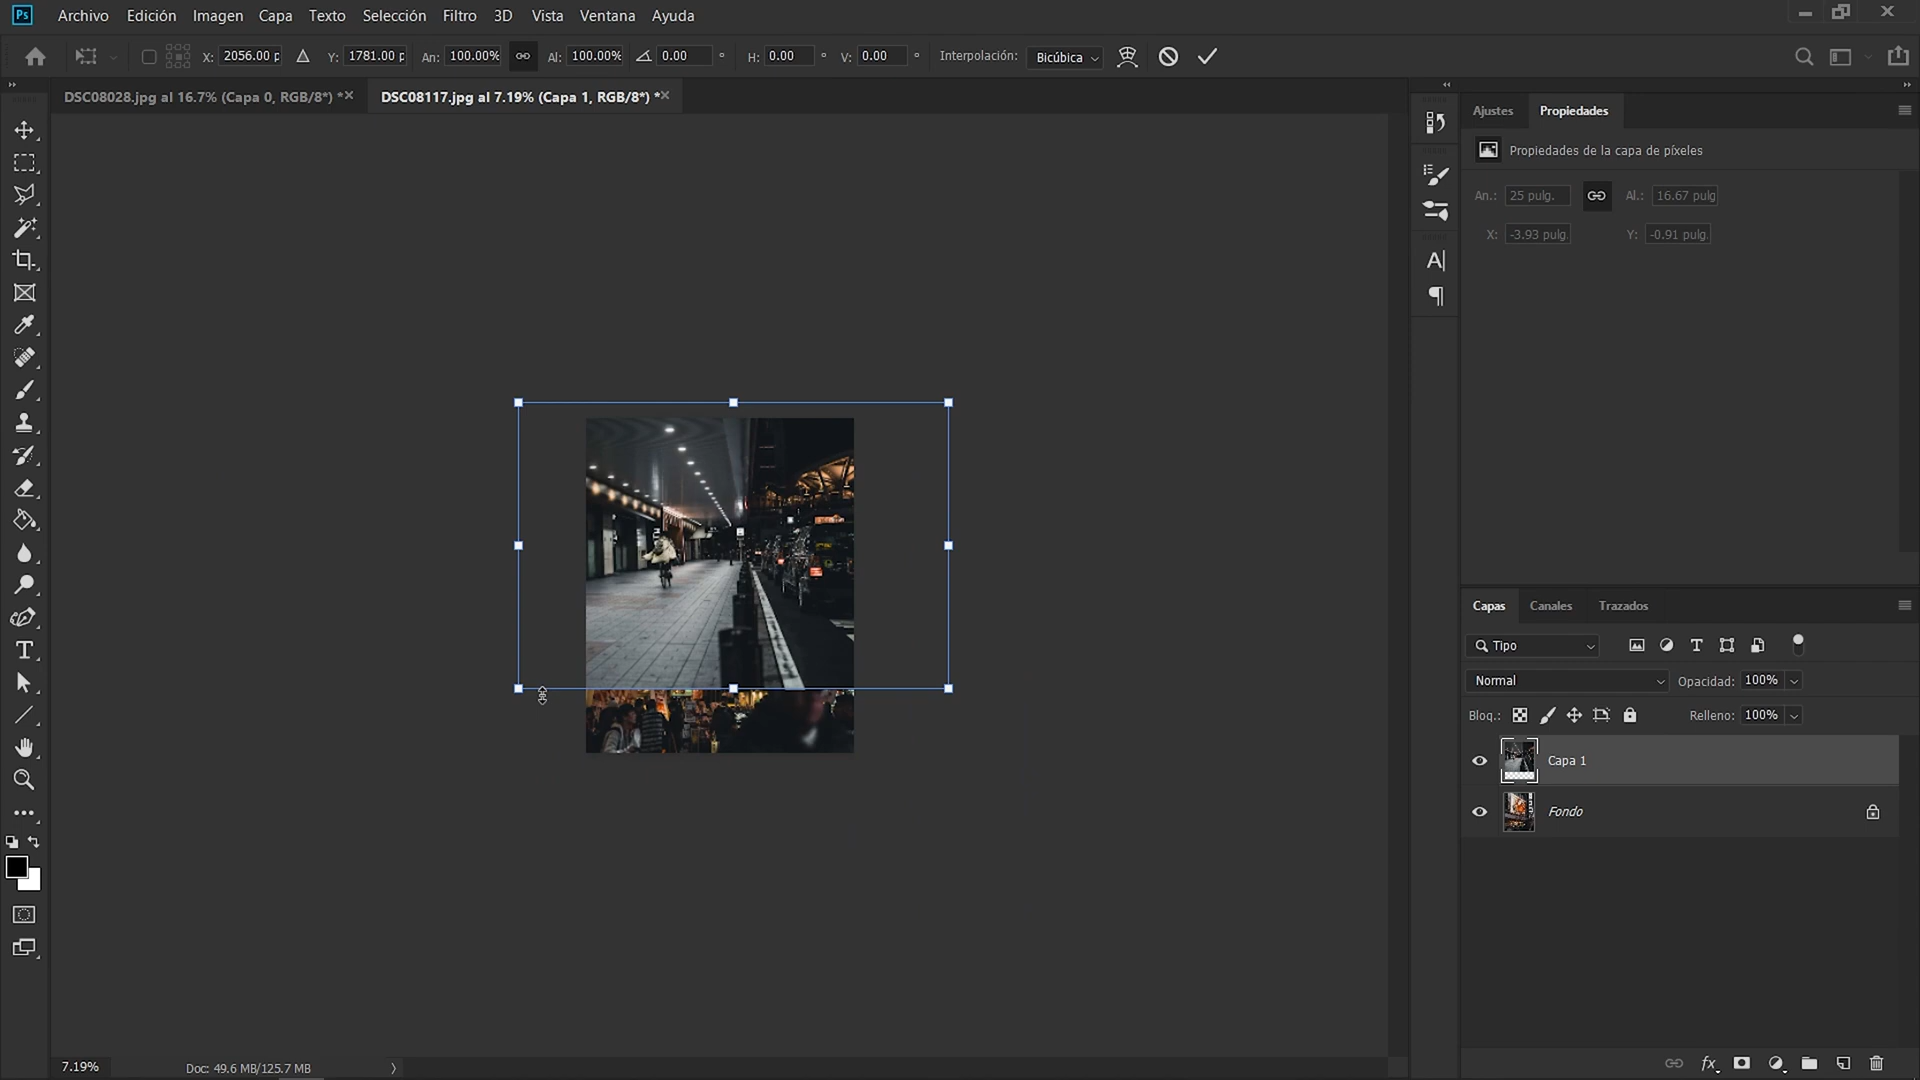 Ps Archivo Edición Imagen Capa Texto Selección Filtro 3D Vista Ventana Ayuda
X: 2056.00 p Y: 1781.00 p An: 100.00% Al: 100.00% 0.00 ° H: 0.00 ° V: 0.00 ° Interpolación: Bicúbica
DSC08028.jpg al 16.7% (Capa 0, RGB/8*) *
DSC08117.jpg al 7.19% (Capa 1, RGB/8*) *
Ajustes Propiedades
Propiedades de la capa de píxeles
An.: 25 pulg. Al.: 16.67 pulg
X: -3.93 pulg. Y: -0.91 pulg.
Capas Canales Trazados
Tipo
Normal Opacidad: 100%
Bloq.: Relleno: 100%
Capa 1
Fondo
fx
7.19% Doc: 49.6 MB/125.7 MB